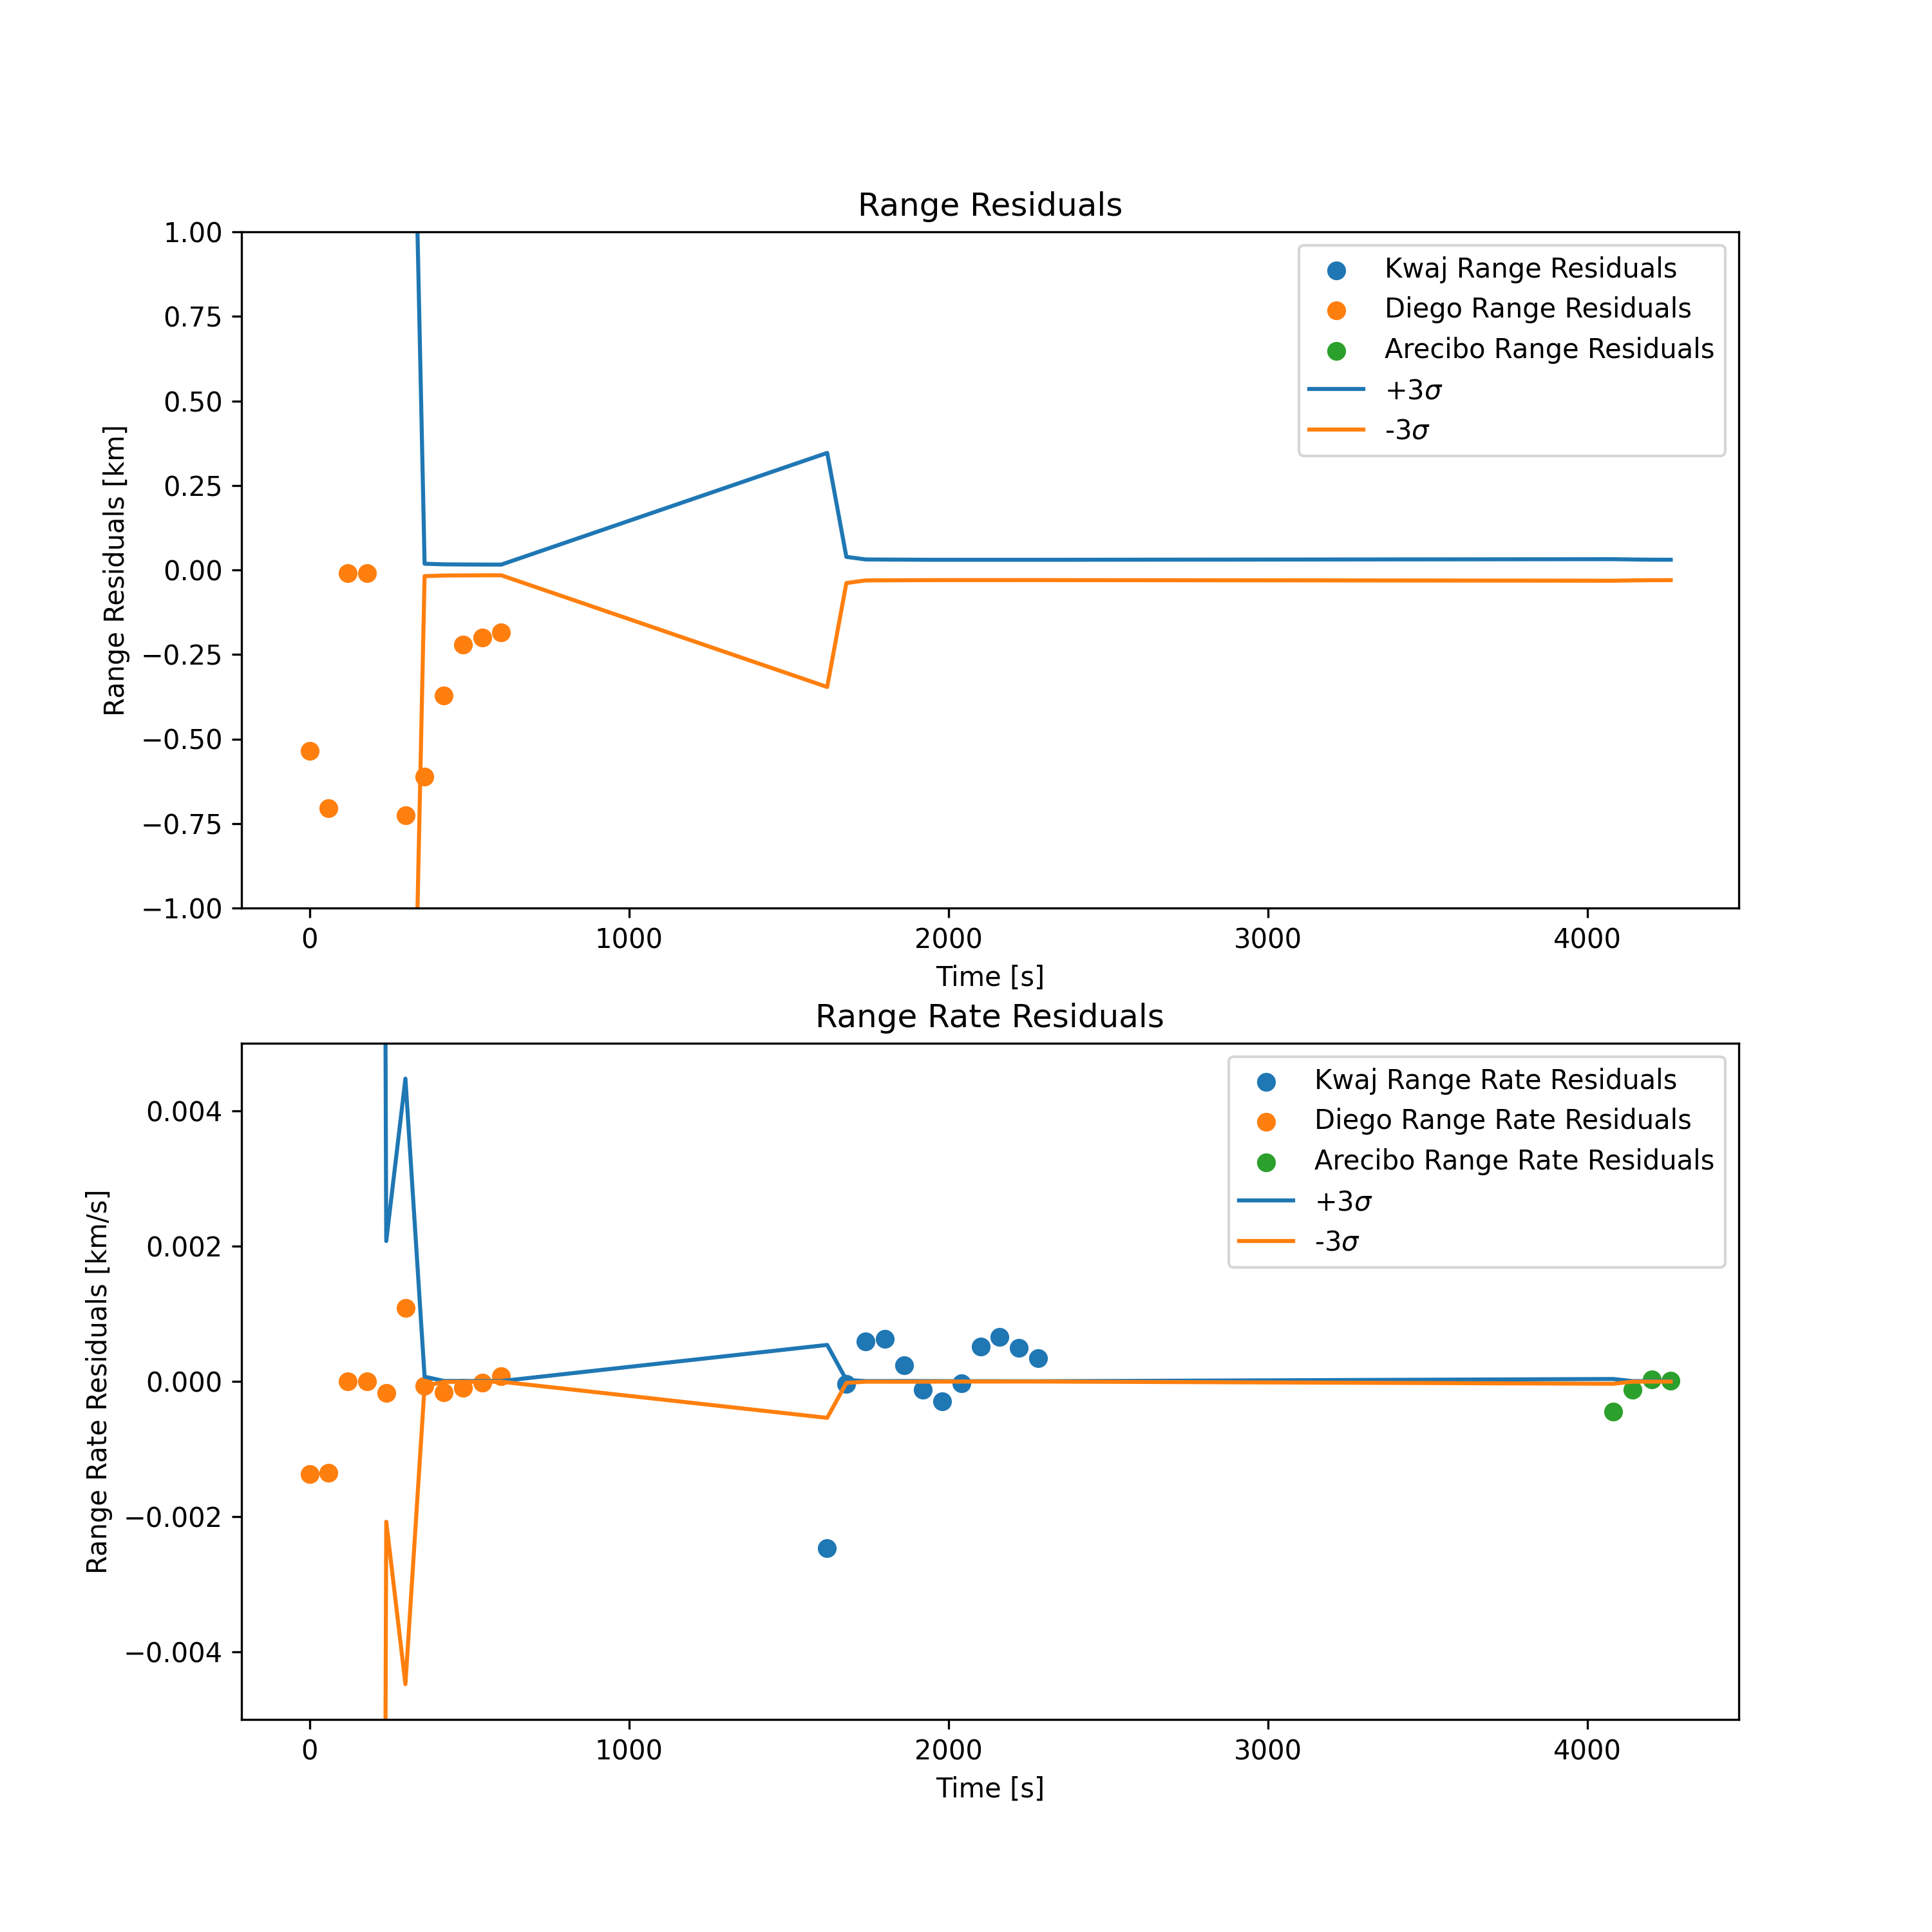 Range Residuals
1.00
0.75
0.50
0.25
0.00
−0.25
−0.50
−0.75
−1.00
Range Residuals [km]
Kwaj Range Residuals
Diego Range Residuals
Arecibo Range Residuals
+3σ
-3σ
0 1000 2000 3000 4000
Time [s]
Range Rate Residuals
0.004
0.002
0.000
−0.002
−0.004
Range Rate Residuals [km/s]
Kwaj Range Rate Residuals
Diego Range Rate Residuals
Arecibo Range Rate Residuals
+3σ
-3σ
0 1000 2000 3000 4000
Time [s]